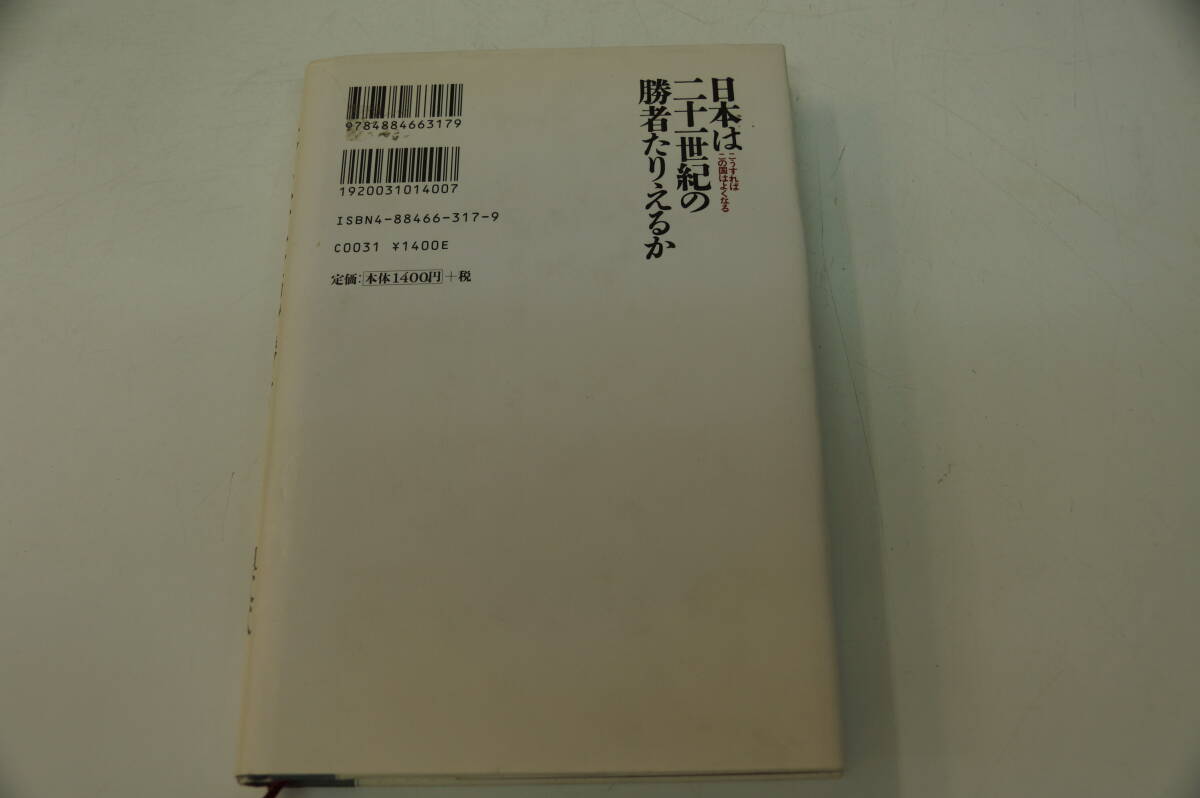 日本は
二十一世紀の
勝者たりえるか
こうすれば
この国はよくなる
9784884663179
1920031014007
ISBN4-88466-317-9
C0031 ¥1400E
定価:本体1400円+税